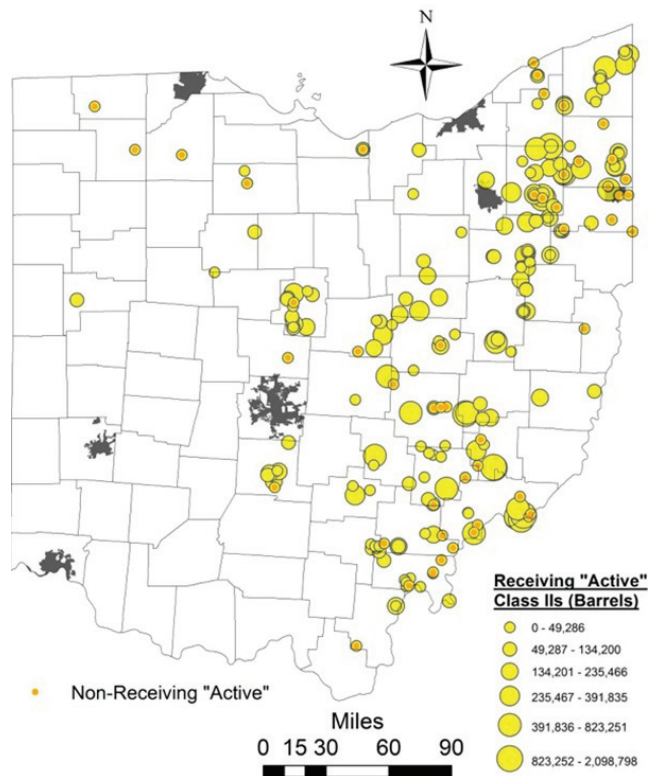 N
Receiving "Active"
Class IIs (Barrels)
0 - 49,286
49,287 - 134,200
134,201 - 235,466
235,467 - 391,835
391,836 - 823,251
823,252 - 2,098,798
Non-Receiving "Active"
Miles
0 15 30 60 90